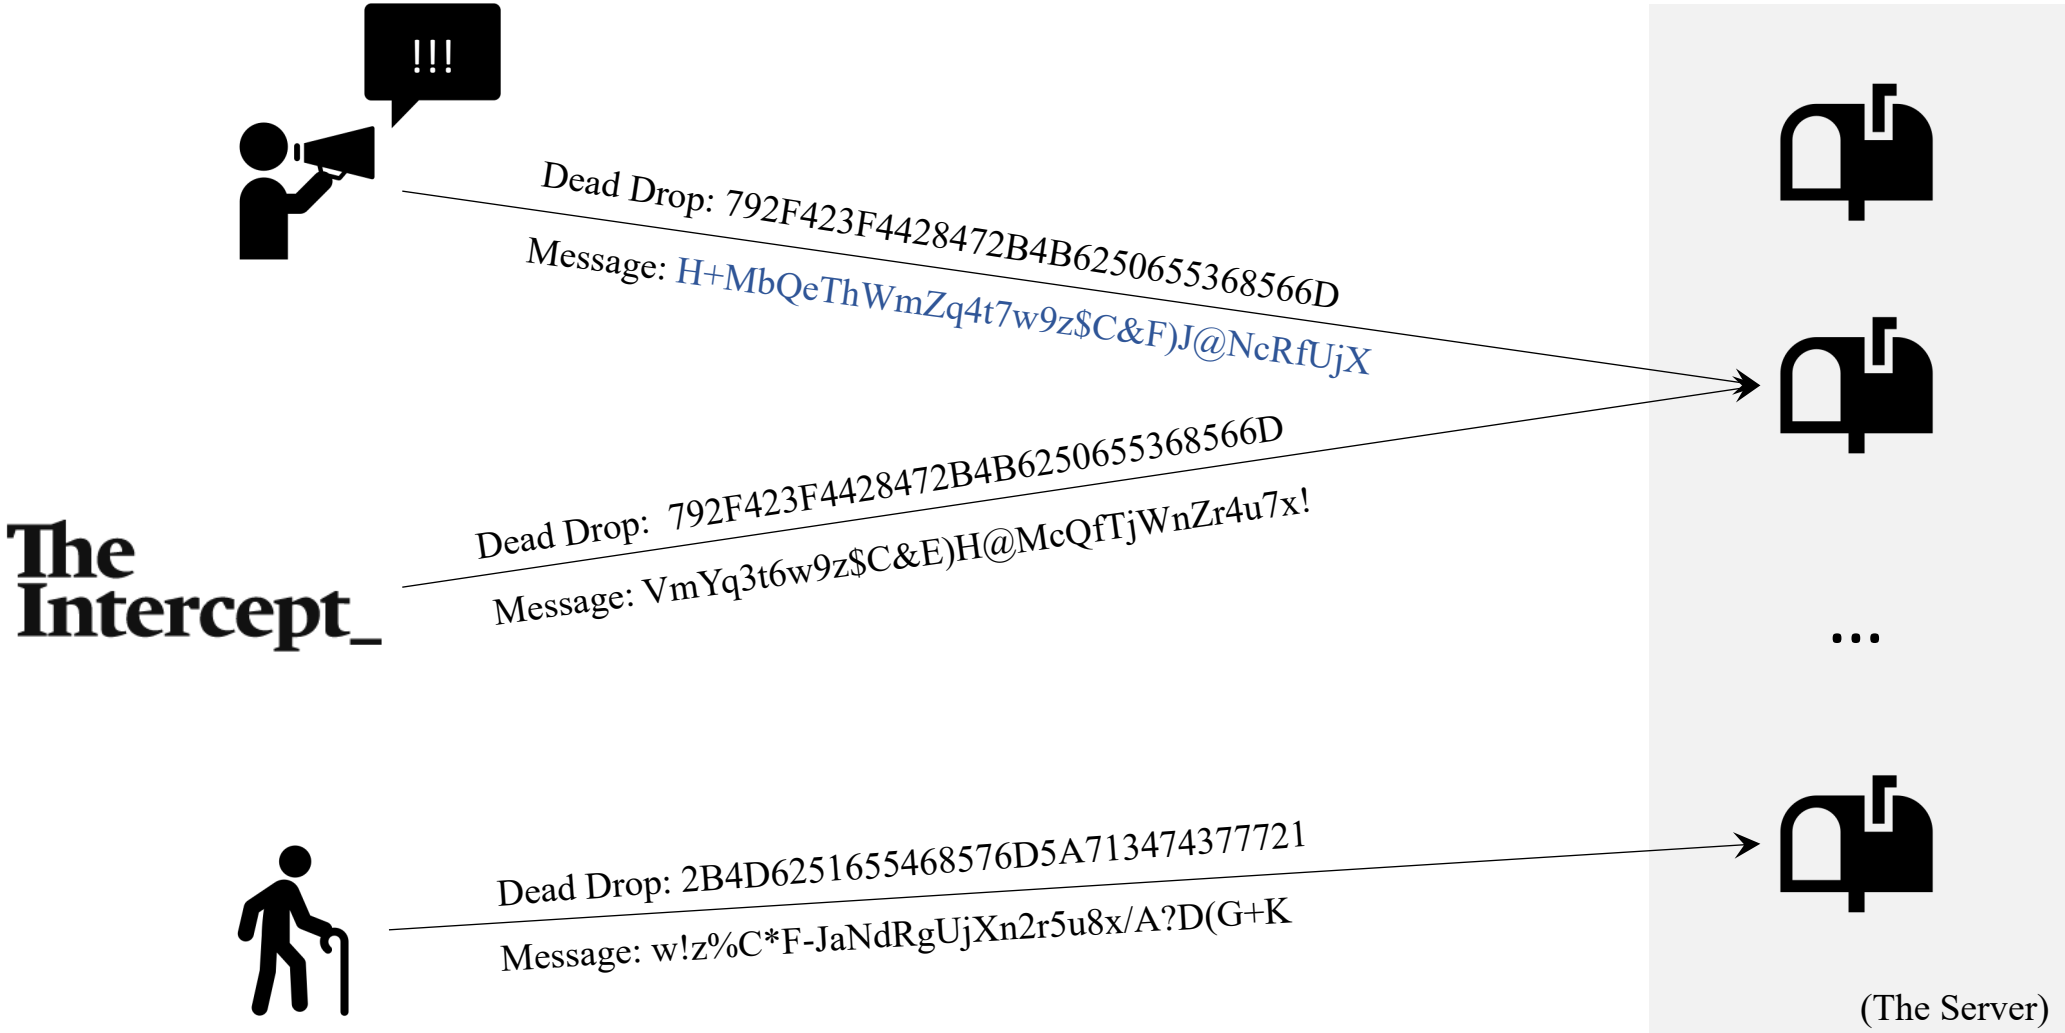 !!!
Dead Drop: 792F423F4428472B4B6250655368566D
Message: H+MbQeThWmZq4t7w9z$C&F)J@NcRfUjX
Dead Drop: 792F423F4428472B4B6250655368566D
Message: VmYq3t6w9z$C&E)H@McQfTjWnZr4u7x!
The
Intercept_
...
Dead Drop: 2B4D6251655468576D5A713474377721
Message: w!z%C*F-JaNdRgUjXn2r5u8x/A?D(G+K
(The Server)